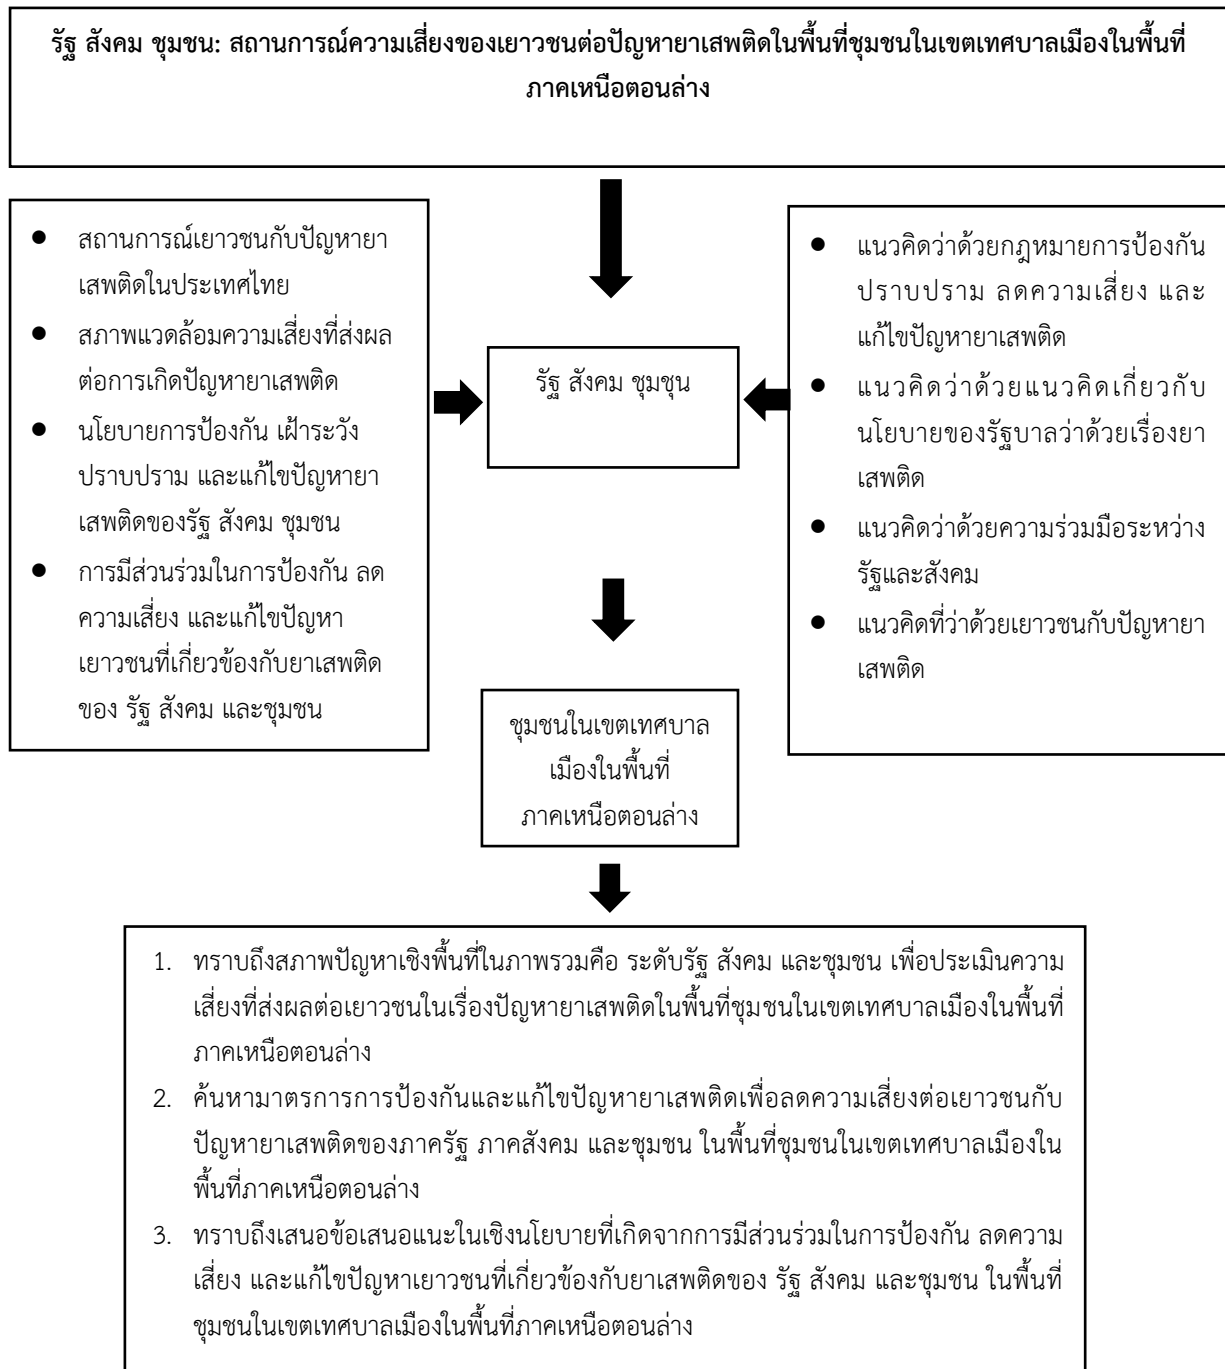 รัฐ สังคม ชุมชน: สถานการณ์ความเสี่ยงของเยาวชนต่อปัญหายาเสพติดในพื้นที่ชุมชนในเขตเทศบาลเมืองในพื้นที่
ภาคเหนือตอนล่าง
● สถานการณ์เยาวชนกับปัญหายา
เสพติดในประเทศไทย
● สภาพแวดล้อมความเสี่ยงที่ส่งผล
ต่อการเกิดปัญหายาเสพติด
● นโยบายการป้องกัน เฝ้าระวัง
ปราบปราม และแก้ไขปัญหายา
เสพติดของรัฐ สังคม ชุมชน
● การมีส่วนร่วมในการป้องกัน ลด
ความเสี่ยง และแก้ไขปัญหา
เยาวชนที่เกี่ยวข้องกับยาเสพติด
ของ รัฐ สังคม และชุมชน
รัฐ สังคม ชุมชุน
● แนวคิดว่าด้วยกฎหมายการป้องกัน
ปราบปราม ลดความเสี่ยง และ
แก้ไขปัญหายาเสพติด
● แนวคิดว่าด้วยแนวคิดเกี่ยวกับ
นโยบายของรัฐบาลว่าด้วยเรื่องยา
เสพติด
● แนวคิดว่าด้วยความร่วมมือระหว่าง
รัฐและสังคม
● แนวคิดที่ว่าด้วยเยาวชนกับปัญหายา
เสพติด
ชุมชนในเขตเทศบาล
เมืองในพื้นที่
ภาคเหนือตอนล่าง
1. ทราบถึงสภาพปัญหาเชิงพื้นที่ในภาพรวมคือ ระดับรัฐ สังคม และชุมชน เพื่อประเมินความ
เสี่ยงที่ส่งผลต่อเยาวชนในเรื่องปัญหายาเสพติดในพื้นที่ชุมชนในเขตเทศบาลเมืองในพื้นที่
ภาคเหนือตอนล่าง
2. ค้นหามาตรการการป้องกันและแก้ไขปัญหายาเสพติดเพื่อลดความเสี่ยงต่อเยาวชนกับ
ปัญหายาเสพติดของภาครัฐ ภาคสังคม และชุมชน ในพื้นที่ชุมชนในเขตเทศบาลเมืองใน
พื้นที่ภาคเหนือตอนล่าง
3. ทราบถึงเสนอข้อเสนอแนะในเชิงนโยบายที่เกิดจากการมีส่วนร่วมในการป้องกัน ลดความ
เสี่ยง และแก้ไขปัญหาเยาวชนที่เกี่ยวข้องกับยาเสพติดของ รัฐ สังคม และชุมชน ในพื้นที่
ชุมชนในเขตเทศบาลเมืองในพื้นที่ภาคเหนือตอนล่าง